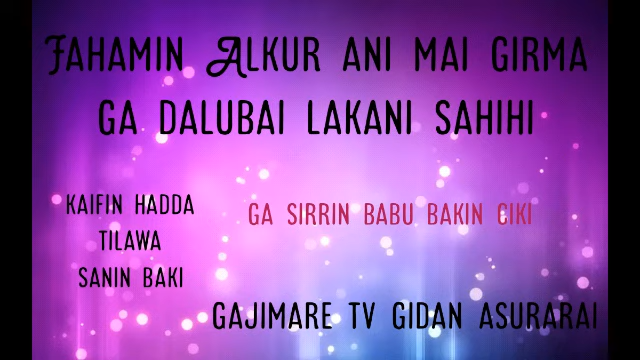 FAHAMIN ALKUR ANI MAI GIRMA
GA DALUBAI LAKANI SAHIHI
KAIFIN HADDA
TILAWA
SANIN BAKI
GA SIRRIN BABU BAKIN CIKI
GAJIMARE TV GIDAN ASURARAI